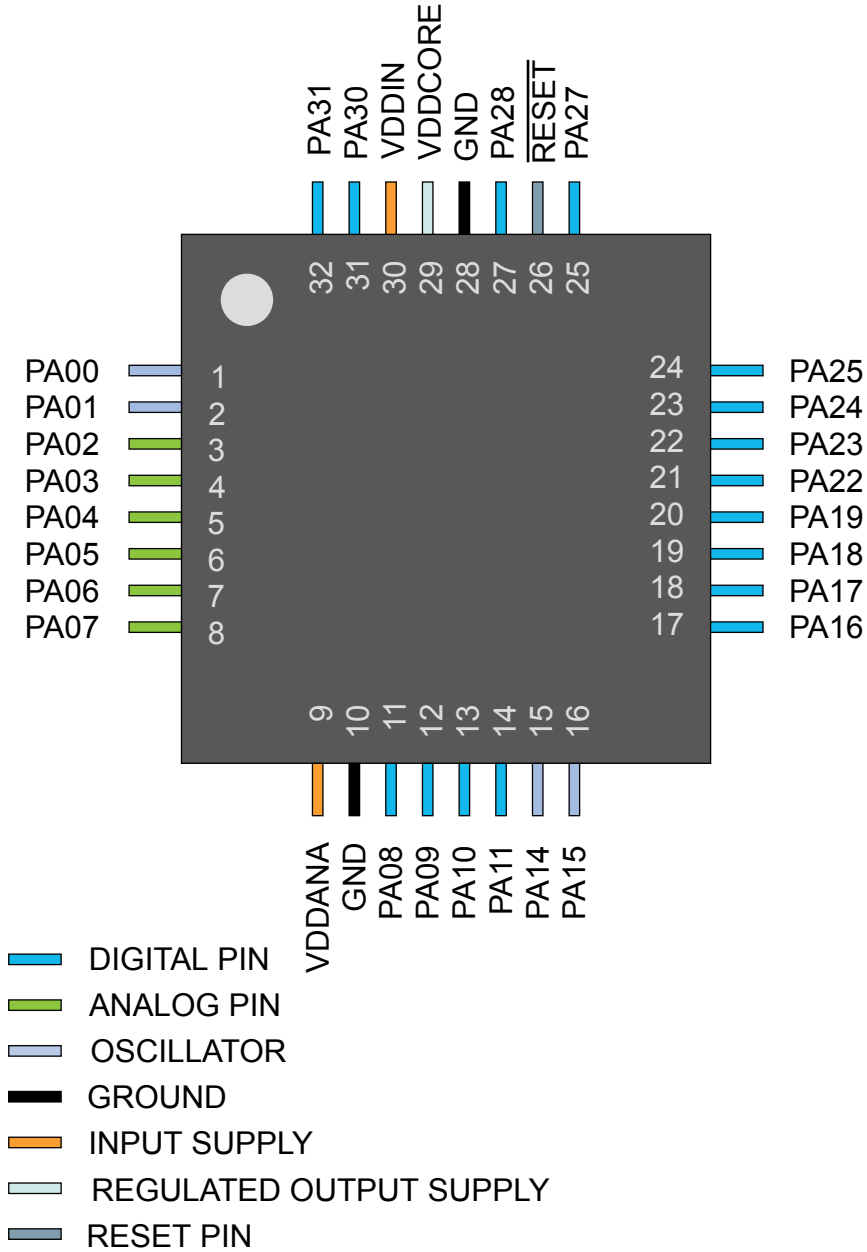 PA31
PA30
VDDIN
VDDCORE
GND
PA28
RESET
PA27
32
31
30
29
28
27
26
25
PA00 1
PA01 2
PA02 3
PA03 4
PA04 5
PA05 6
PA06 7
PA07 8
24 PA25
23 PA24
22 PA23
21 PA22
20 PA19
19 PA18
18 PA17
17 PA16
9
10
11
12
13
14
15
16
VDDANA
GND
PA08
PA09
PA10
PA11
PA14
PA15
DIGITAL PIN
ANALOG PIN
OSCILLATOR
GROUND
INPUT SUPPLY
REGULATED OUTPUT SUPPLY
RESET PIN